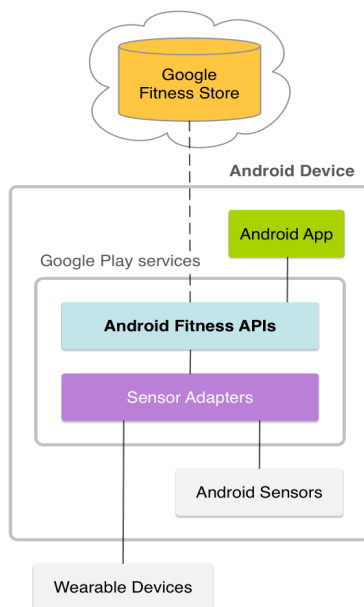 Google
Fitness Store
Android Device
Android App
Google Play services
Android Fitness APIs
Sensor Adapters
Android Sensors
Wearable Devices